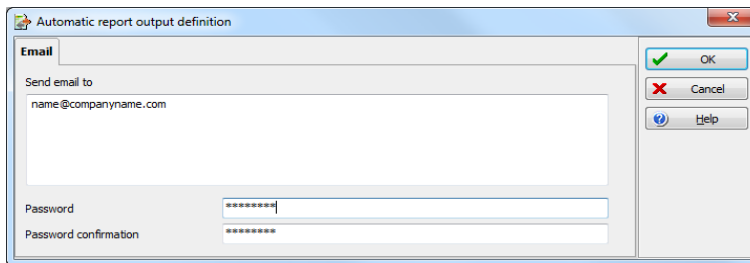 Automatic report output definition
Email
Send email to
name@companyname.com
Password
********
Password confirmation
********
OK
Cancel
Help